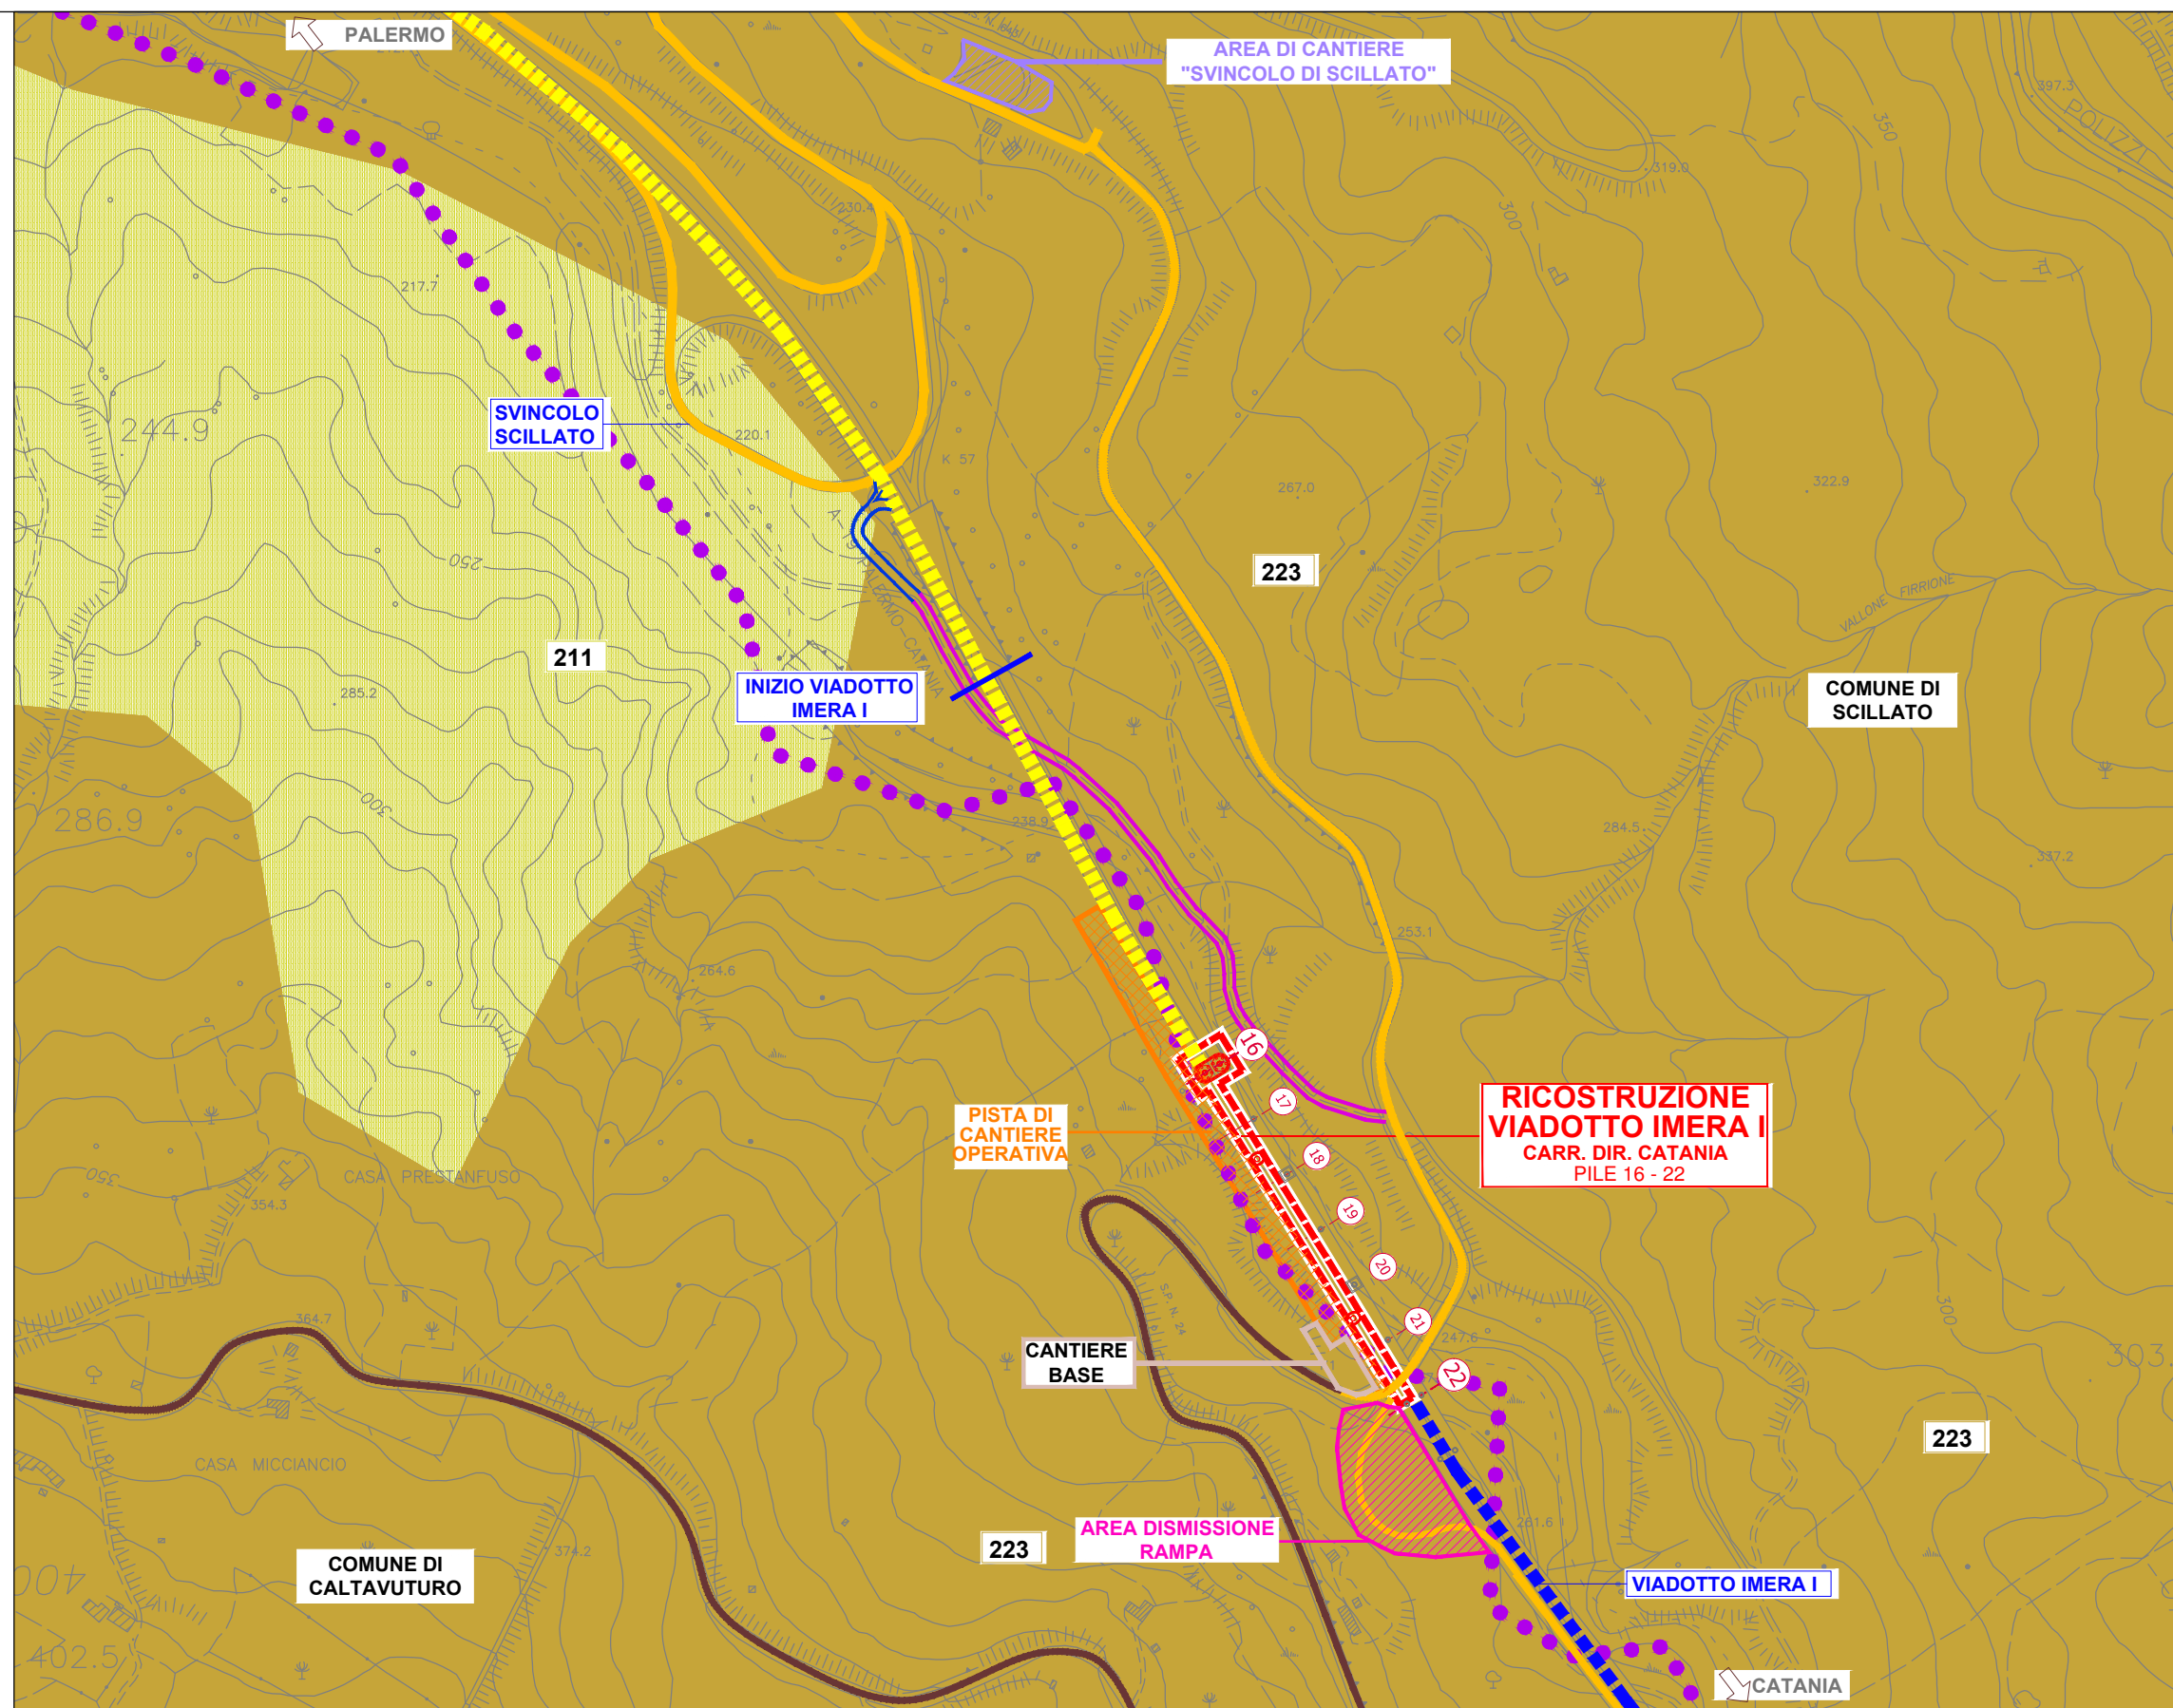 PALERMO
AREA DI CANTIERE
"SVINCOLO DI SCILLATO"
397.3
POLIZZI
350
319.0
230.4
300
217.7
SVINCOLO
SCILLATO
244.9
220.1
K 57
267.0
322.9
250
223
VALLONE FIRRIONE
211
PALERMO-CATANIA
285.2
INIZIO VIADOTTO
IMERA I
COMUNE DI
SCILLATO
300
286.9
238.9
284.5
337.2
253.1
264.6
16
17
PISTA DI
CANTIERE
OPERATIVA
RICOSTRUZIONE
VIADOTTO IMERA I
CARR. DIR. CATANIA
PILE 16 - 22
18
350
CASA PRESTANFUSO
354.3
19
20
S.P. N. 24
364.7
21
247.6
300
CANTIERE
BASE
303.
22
223
CASA MICCIANCIO
261.6
AREA DISMISSIONE
RAMPA
223
374.2
COMUNE DI
CALTAVUTURO
400
VIADOTTO IMERA I
402.5
CATANIA